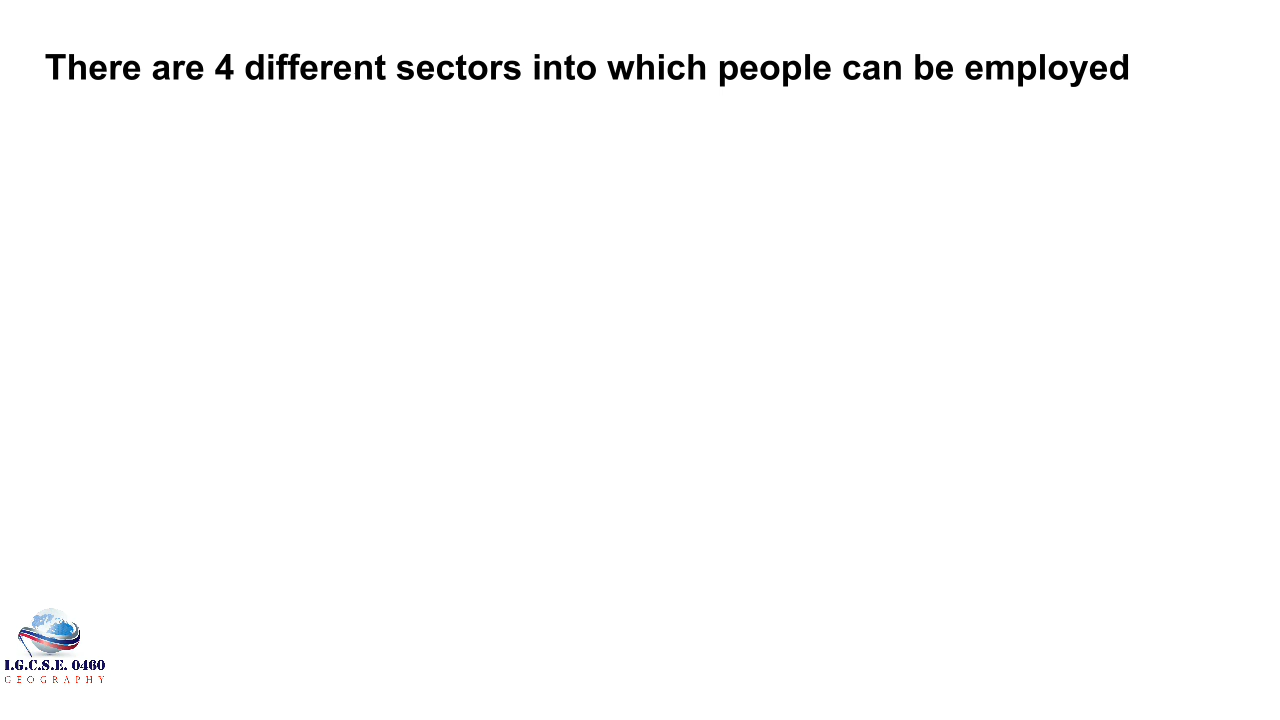 There are 4 different sectors into which people can be employed
I.G.C.S.E. 0460
GEOGRAPHY